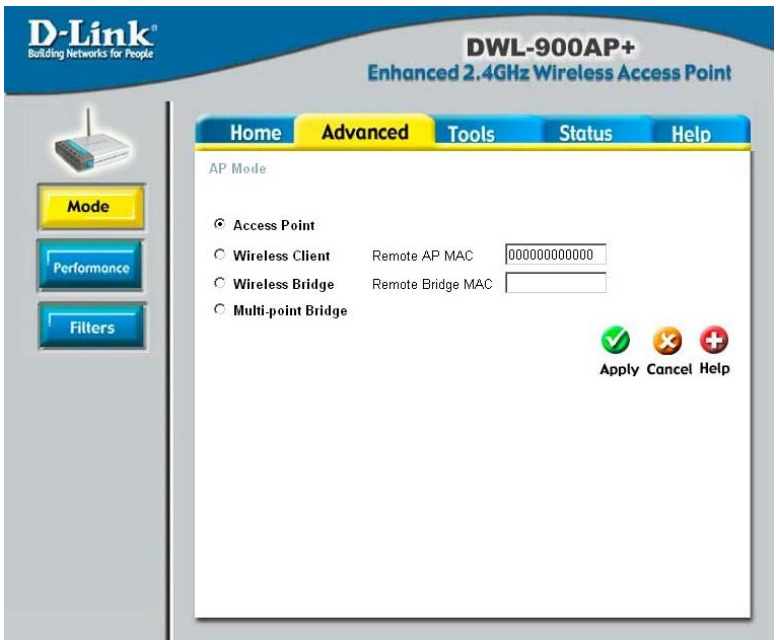 D-Link
Building Networks for People
DWL-900AP+
Enhanced 2.4GHz Wireless Access Point
Home Advanced Tools Status Help
Mode
Performance
Filters
AP Mode
Access Point
Wireless Client Remote AP MAC 000000000000
Wireless Bridge Remote Bridge MAC
Multi-point Bridge
Apply Cancel Help